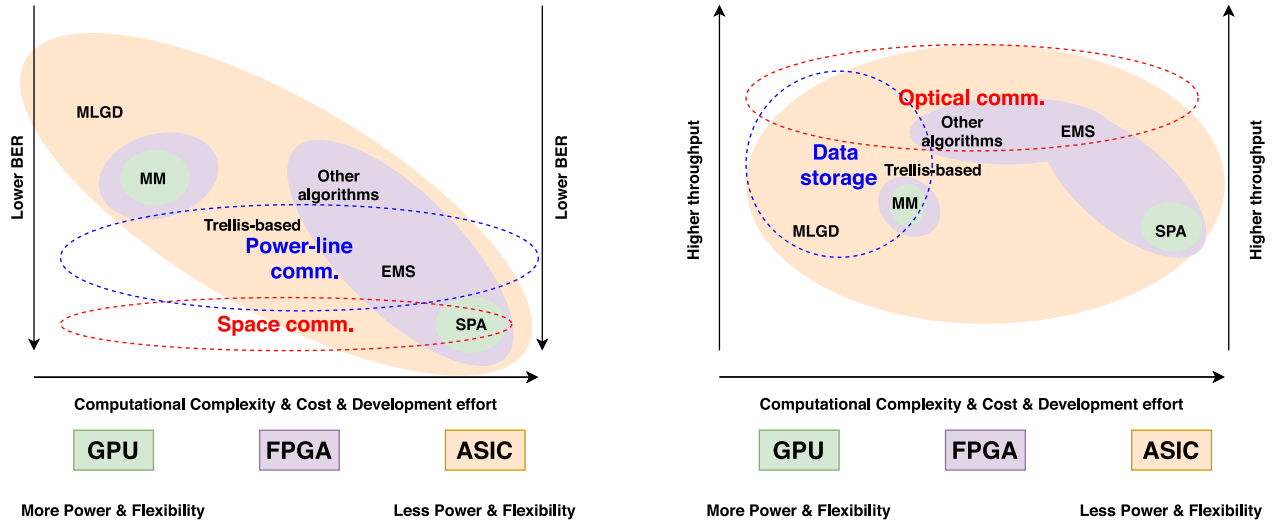 Lower BER
MLGD
MM
Other
algorithms
Trellis-based
Power-line
comm.
EMS
Space comm.
SPA
Lower BER
Computational Complexity & Cost & Development effort
GPU
FPGA
ASIC
More Power & Flexibility
Less Power & Flexibility
Higher throughput
Optical comm.
Other
algorithms
EMS
Data
storage
Trellis-based
MM
MLGD
SPA
Higher throughput
Computational Complexity & Cost & Development effort
GPU
FPGA
ASIC
More Power & Flexibility
Less Power & Flexibility